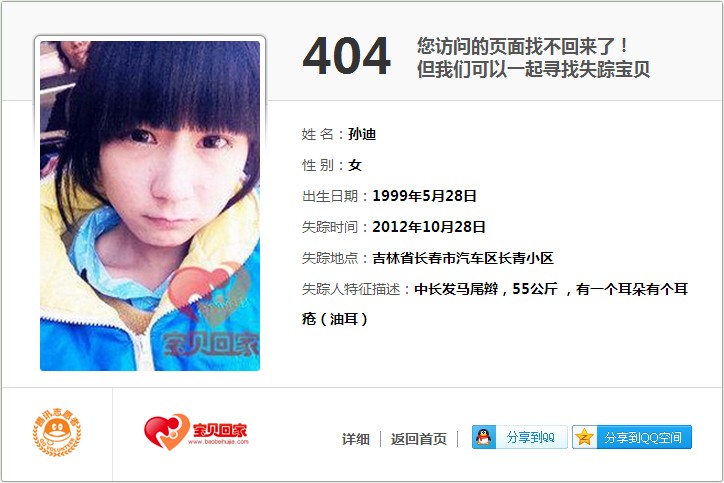 404
您访问的页面找不回来了！
但我们可以一起寻找失踪宝贝
姓 名：孙迪
性 别：女
出生日期：1999年5月28日
失踪时间：2012年10月28日
失踪地点：吉林省长春市汽车区长青小区
失踪人特征描述：中长发马尾辫，55公斤 ，有一个耳朵有个耳
疮（油耳）
宝贝回家
腾讯志愿者
宝贝回家
www.baobeihuijia.com
详细 | 返回首页 |
分享到QQ
分享到QQ空间